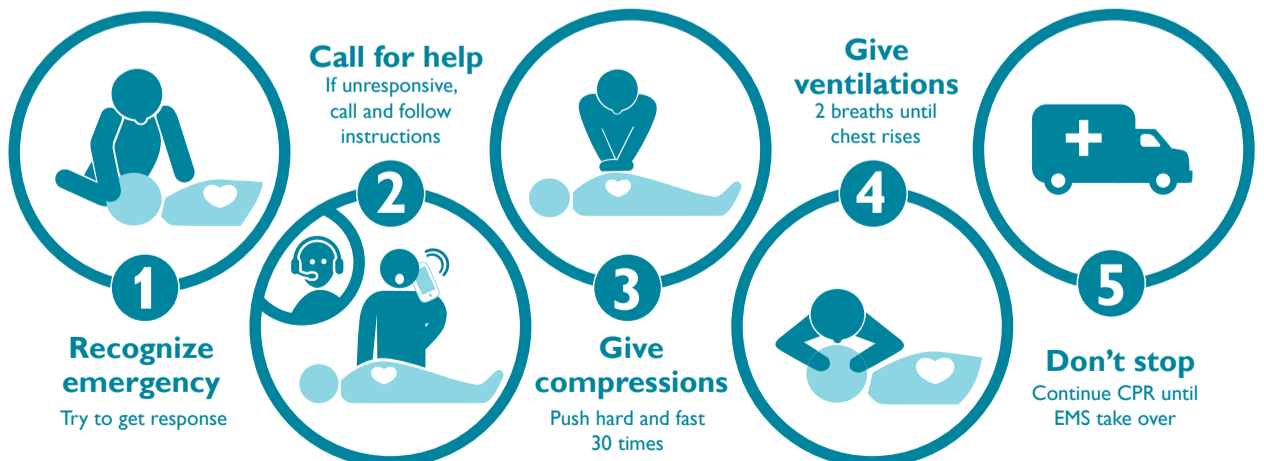 1
Recognize
emergency
Try to get response
Call for help
If unresponsive,
call and follow
instructions
2
3
Give
compressions
Push hard and fast
30 times
Give
ventilations
2 breaths until
chest rises
4
5
Don't stop
Continue CPR until
EMS take over